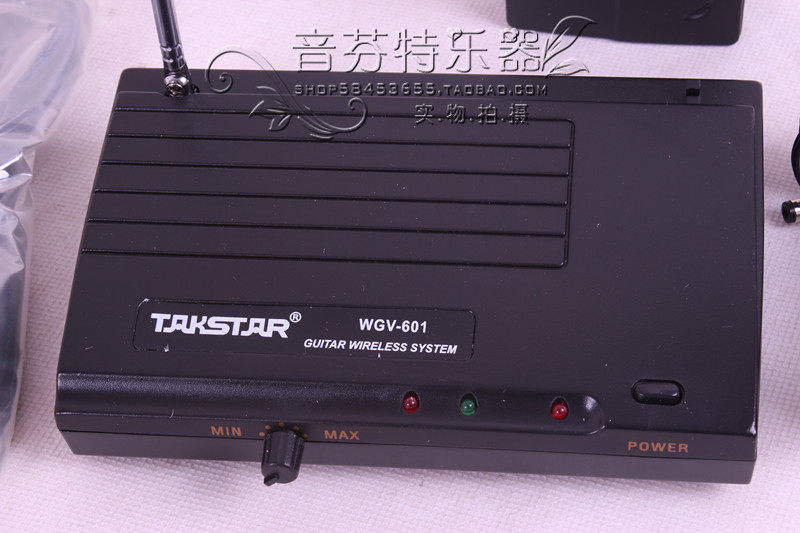 音芬特乐器
SHOP58453655.TAOBAO.COM
实.物.拍.摄
TAKSTAR®
WGV-601
GUITAR WIRELESS SYSTEM
MIN
MAX
POWER